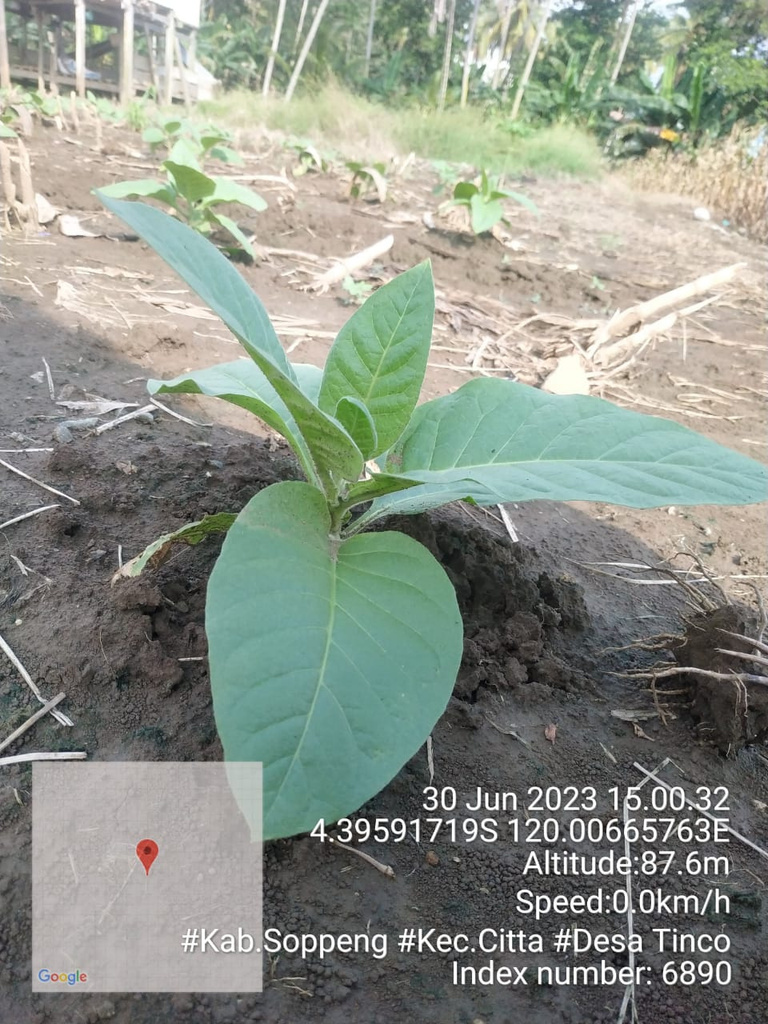 30 Jun 2023 15.00.32
4.39591719S 120.00665763E
Altitude:87.6m
Speed:0.0km/h
#Kab.Soppeng #Kec.Citta #Desa Tinco
Index number: 6890
Google